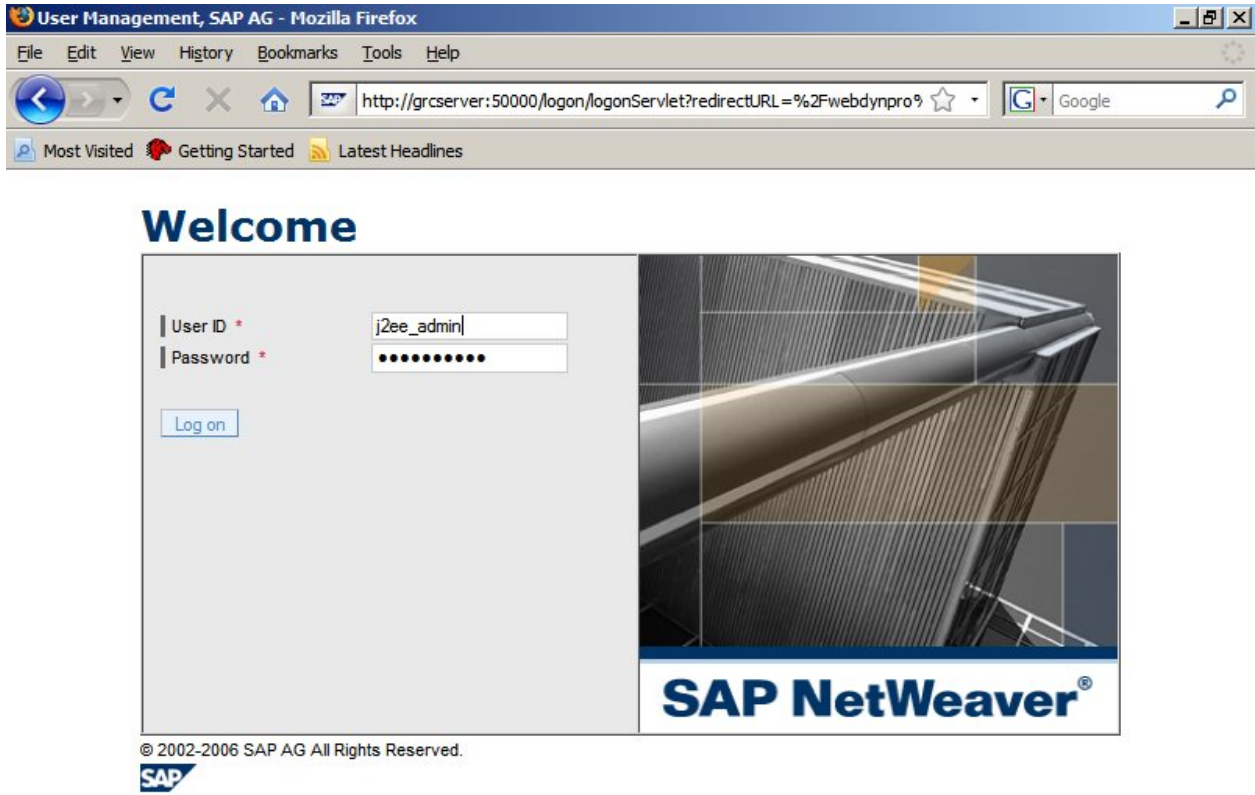 User Management, SAP AG - Mozilla Firefox
File Edit View History Bookmarks Tools Help
SAP http://grcserver:50000/logon/logonServlet?redirectURL=%2Fwebdynpro% G Google
Most Visited Getting Started Latest Headlines
Welcome
User ID * j2ee_admin
Password * ●●●●●●●●●●
Log on
SAP NetWeaver®
© 2002-2006 SAP AG All Rights Reserved.
SAP